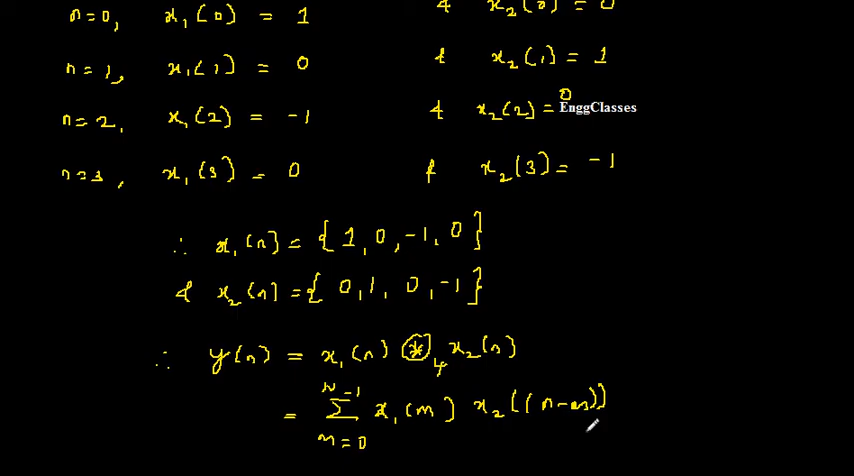 n=0, x₁(0) = 1 & x₂(0) = 0
n=1, x₁(1) = 0 & x₂(1) = 1
n=2, x₁(2) = -1 & x₂(2) = 0
EnggClasses
n=3, x₁(3) = 0 & x₂(3) = -1
∴ x₁(n) = { 1, 0, -1, 0 }
& x₂(n) = { 0, 1, 0, -1 }
∴ y(n) = x₁(n) ⊛₄ x₂(n)
= N-1 Σ m=0 x₁(m) x₂((n-m))